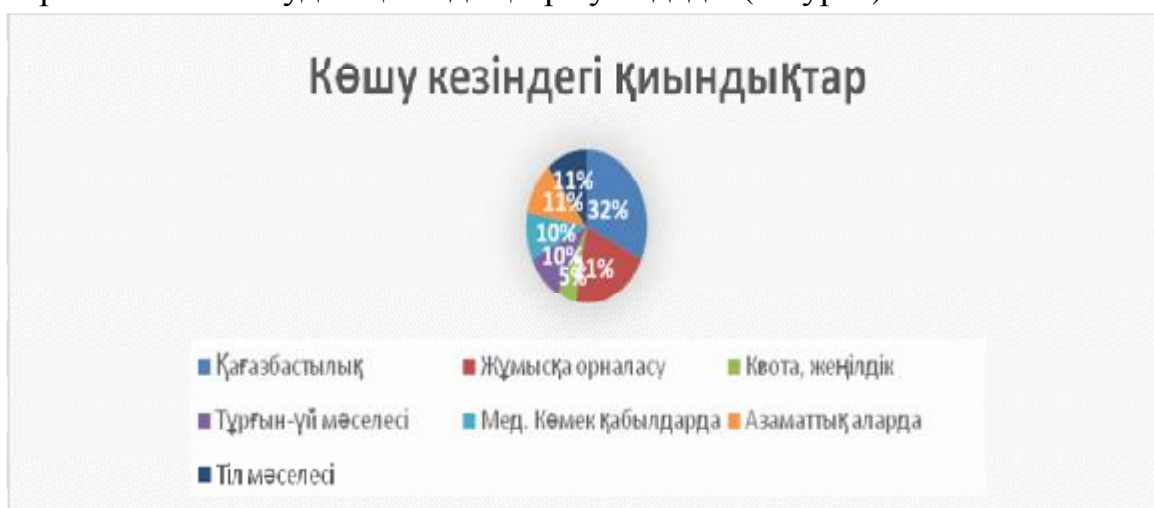 Көшу кезіндегі қиындықтар
11%
11%
32%
10%
10%
5%
1%
Қағазбастылық Жұмысқа орналасу Квота, жеңілдік
Тұрғын-үй мәселесі Мед. Көмек қабылдарда Азаматтық аларда
Тіл мәселесі